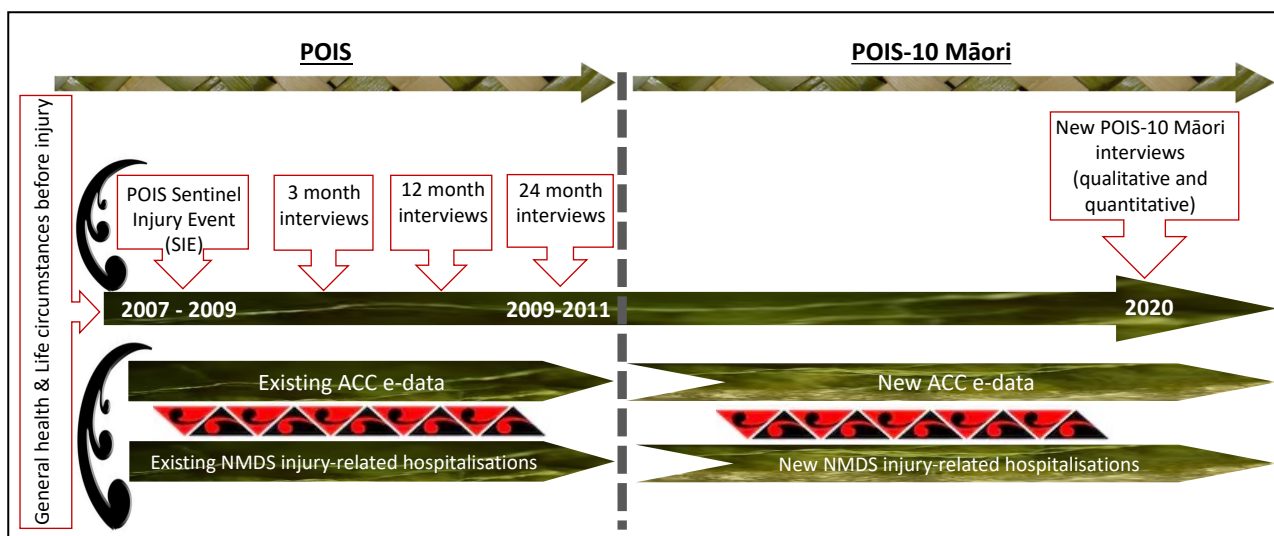 POIS
POIS-10 Māori
General health & Life circumstances before injury
POIS Sentinel
Injury Event
(SIE)
3 month
interviews
12 month
interviews
24 month
interviews
New POIS-10 Māori
interviews
(qualitative and
quantitative)
2007 - 2009
2009-2011
2020
Existing ACC e-data
New ACC e-data
Existing NMDS injury-related hospitalisations
New NMDS injury-related hospitalisations